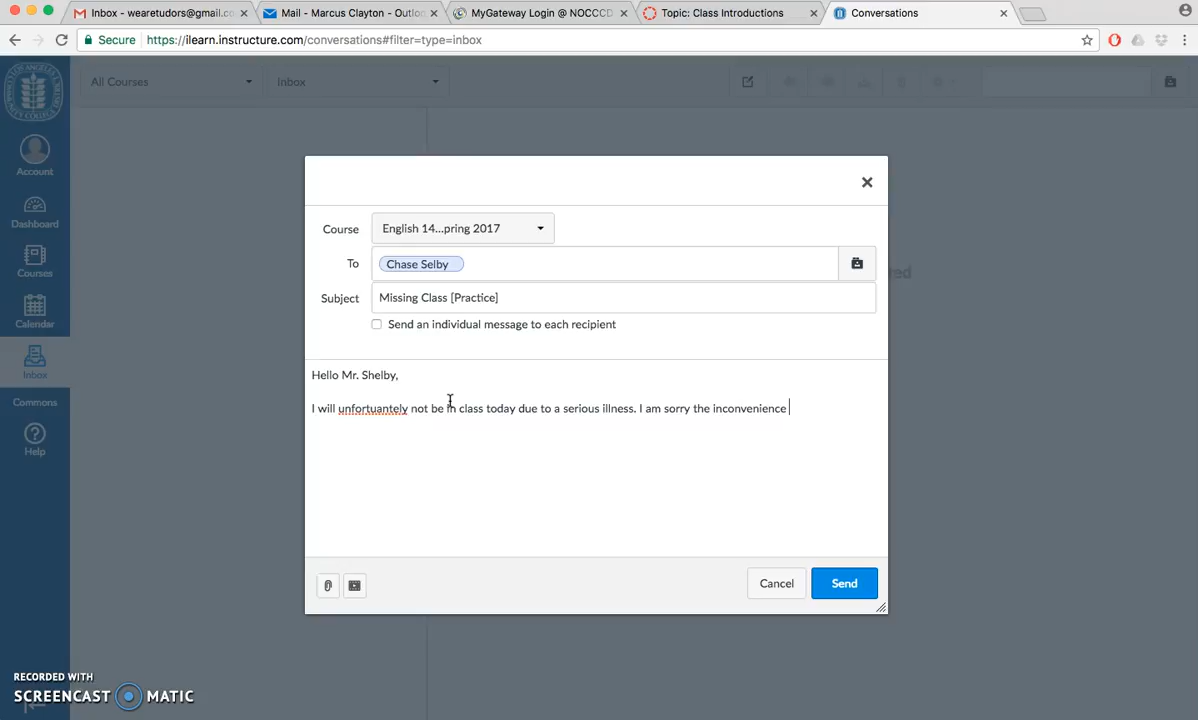 Inbox - wearetudors@gmail.co
Mail - Marcus Clayton - Outlo
MyGateway Login @ NOCCCD
Topic: Class Introductions
Conversations
Secure
https://ilearn.instructure.com/conversations#filter=type=inbox
All Courses
Inbox
Account
Dashboard
Courses
Calendar
Inbox
Commons
Help
Course
English 14...pring 2017
To
Chase Selby
Subject
Missing Class [Practice]
Send an individual message to each recipient
Hello Mr. Shelby,
I will unfortuantely not be in class today due to a serious illness. I am sorry the inconvenience
Cancel
Send
RECORDED WITH
SCREENCAST MATIC